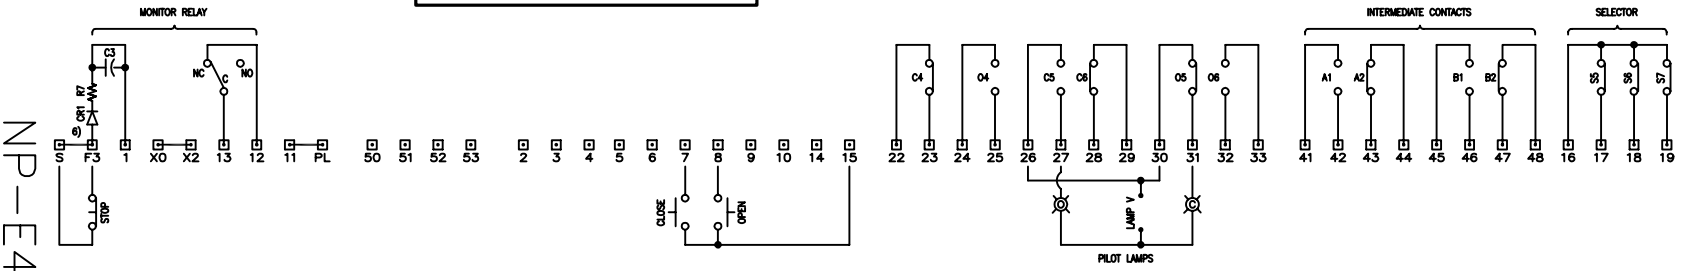 MONITOR RELAY
INTERMEDIATE CONTACTS
SELECTOR
C3
R7
CR1
6)
NC
C
NO
C4
O4
C5
C6
O5
O6
A1
A2
B1
B2
S5
S6
S7
S
F3
1
X0
X2
13
12
11
PL
50
51
52
53
2
3
4
5
6
7
8
9
10
14
15
22
23
24
25
26
27
28
29
30
31
32
33
41
42
43
44
45
46
47
48
16
17
18
19
STOP
CLOSE
OPEN
O
LAMP V
C
PILOT LAMPS
NP-E4